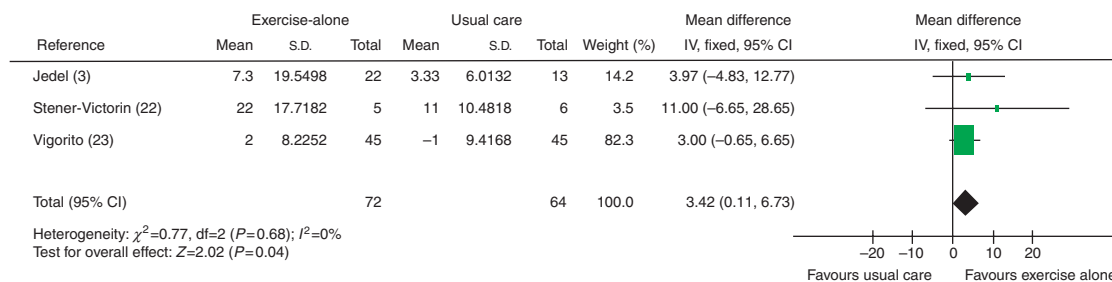 Exercise-alone Usual care Mean difference Mean difference
Reference Mean S.D. Total Mean S.D. Total Weight (%) IV, fixed, 95% CI IV, fixed, 95% CI
Jedel (3) 7.3 19.5498 22 3.33 6.0132 13 14.2 3.97 (–4.83, 12.77)
Stener-Victorin (22) 22 17.7182 5 11 10.4818 6 3.5 11.00 (–6.65, 28.65)
Vigorito (23) 2 8.2252 45 –1 9.4168 45 82.3 3.00 (–0.65, 6.65)
Total (95% CI) 72 64 100.0 3.42 (0.11, 6.73)
Heterogeneity: χ²=0.77, df=2 (P=0.68); I²=0%
Test for overall effect: Z=2.02 (P=0.04)
–20 –10 0 10 20
Favours usual care Favours exercise alone